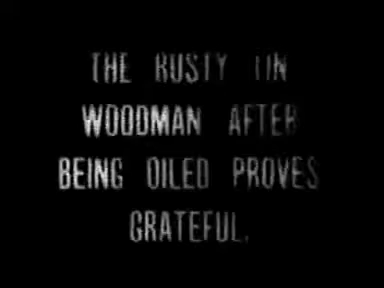 THE RUSTY TIN
WOODMAN AFTER
BEING OILED PROVES
GRATEFUL.